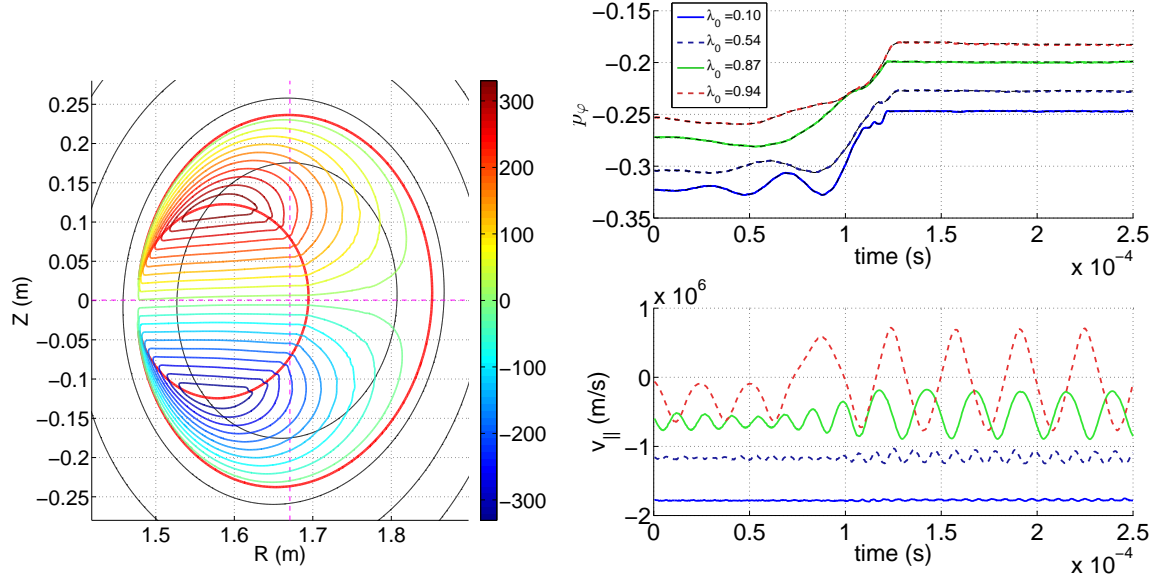 0.25
0.2
0.15
0.1
0.05
0
−0.05
−0.1
−0.15
−0.2
−0.25
Z (m)
1.5 1.6 1.7 1.8
R (m)
300
200
100
0
−100
−200
−300
−0.15
−0.2
−0.25
−0.3
−0.35
pφ
λ0 =0.10
λ0 =0.54
λ0 =0.87
λ0 =0.94
0 0.5 1 1.5 2 2.5
time (s)
x 10−4
x 106
1
0
−1
−2
v|| (m/s)
0 0.5 1 1.5 2 2.5
time (s)
x 10−4